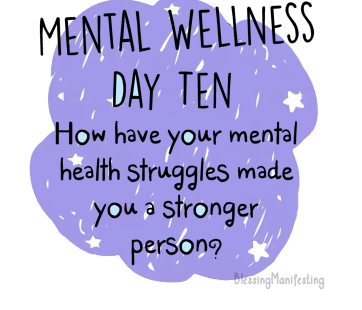 MENTAL WELLNESS
DAY TEN
How have your mental
health struggles made
you a stronger
person?
BlessingManifesting